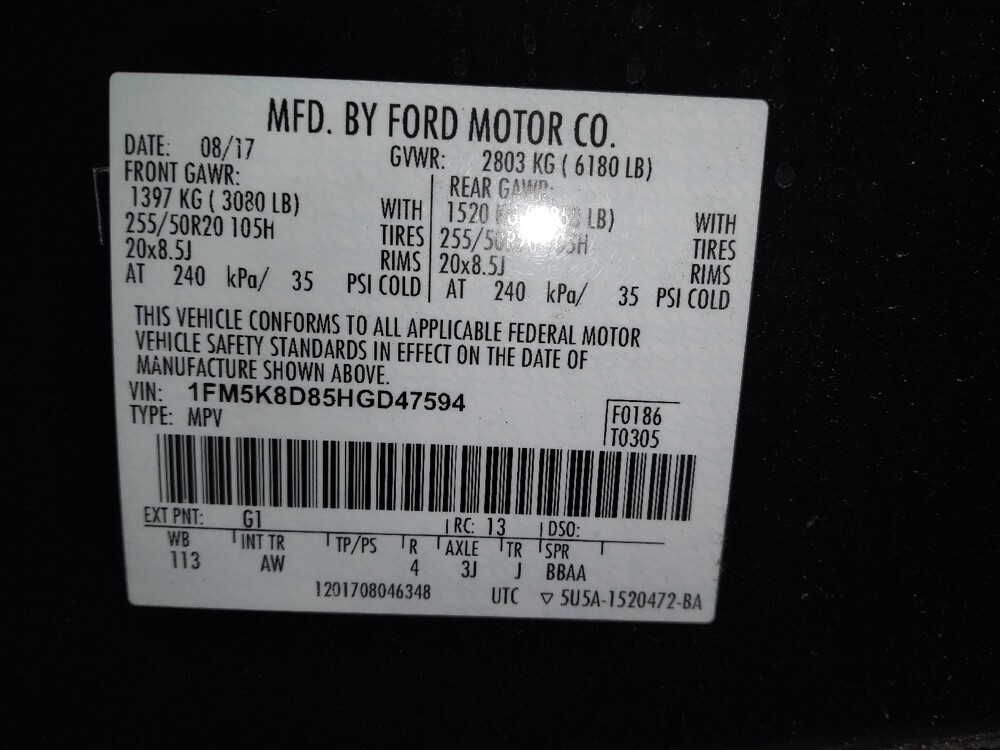 MFD. BY FORD MOTOR CO.
DATE: 08/17 GVWR: 2803 KG ( 6180 LB)
FRONT GAWR: REAR GAWR:
1397 KG ( 3080 LB) WITH 1520 LB) WITH
255/50R20 105H TIRES 255/50R20 105H TIRES
20x8.5J RIMS 20x8.5J RIMS
AT 240 kPa/ 35 PSI COLD AT 240 kPa/ 35 PSI COLD
THIS VEHICLE CONFORMS TO ALL APPLICABLE FEDERAL MOTOR
VEHICLE SAFETY STANDARDS IN EFFECT ON THE DATE OF
MANUFACTURE SHOWN ABOVE.
VIN: 1FM5K8D85HGD47594
TYPE: MPV
F0186
T0305
EXT PNT: G1 RC: 13 DSO:
WB INT TR TP/PS R AXLE TR SPR
113 AW 4 3J J BBAA
1201708046348 UTC ▽ 5U5A-1520472-BA